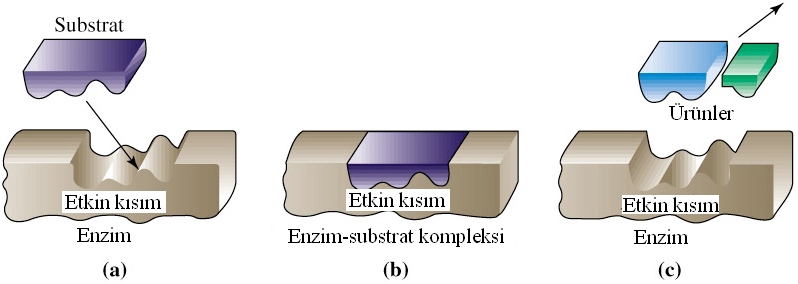 Substrat
Etkin kısım
Enzim
(a)
Etkin kısım
Enzim-substrat kompleksi
(b)
Ürünler
Etkin kısım
Enzim
(c)